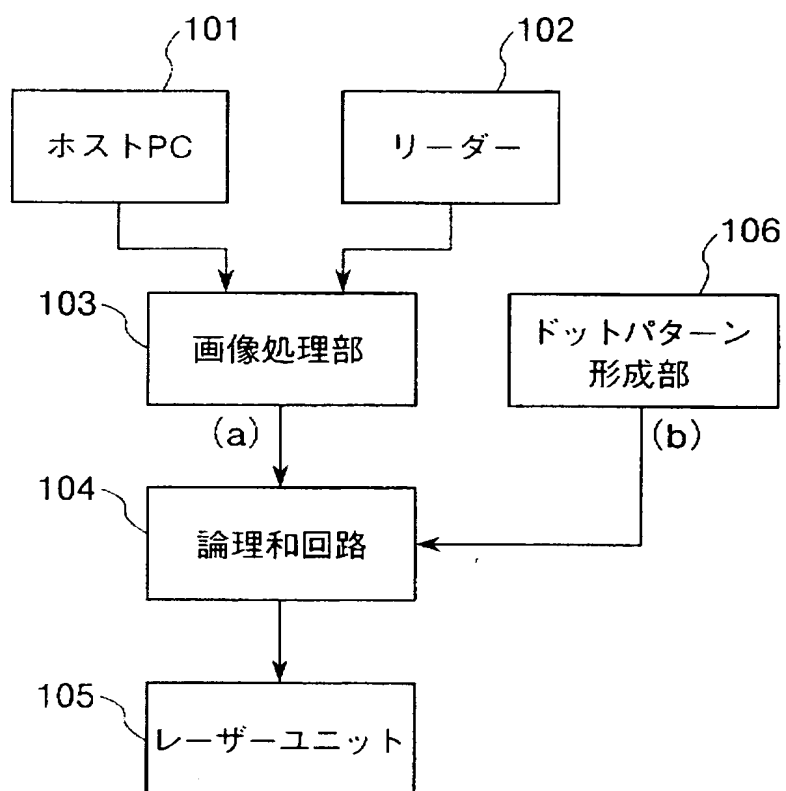 101
102
ホストPC
リーダー
106
103
画像処理部
ドットパターン
形成部
(a)
(b)
104
論理和回路
105
レーザーユニット